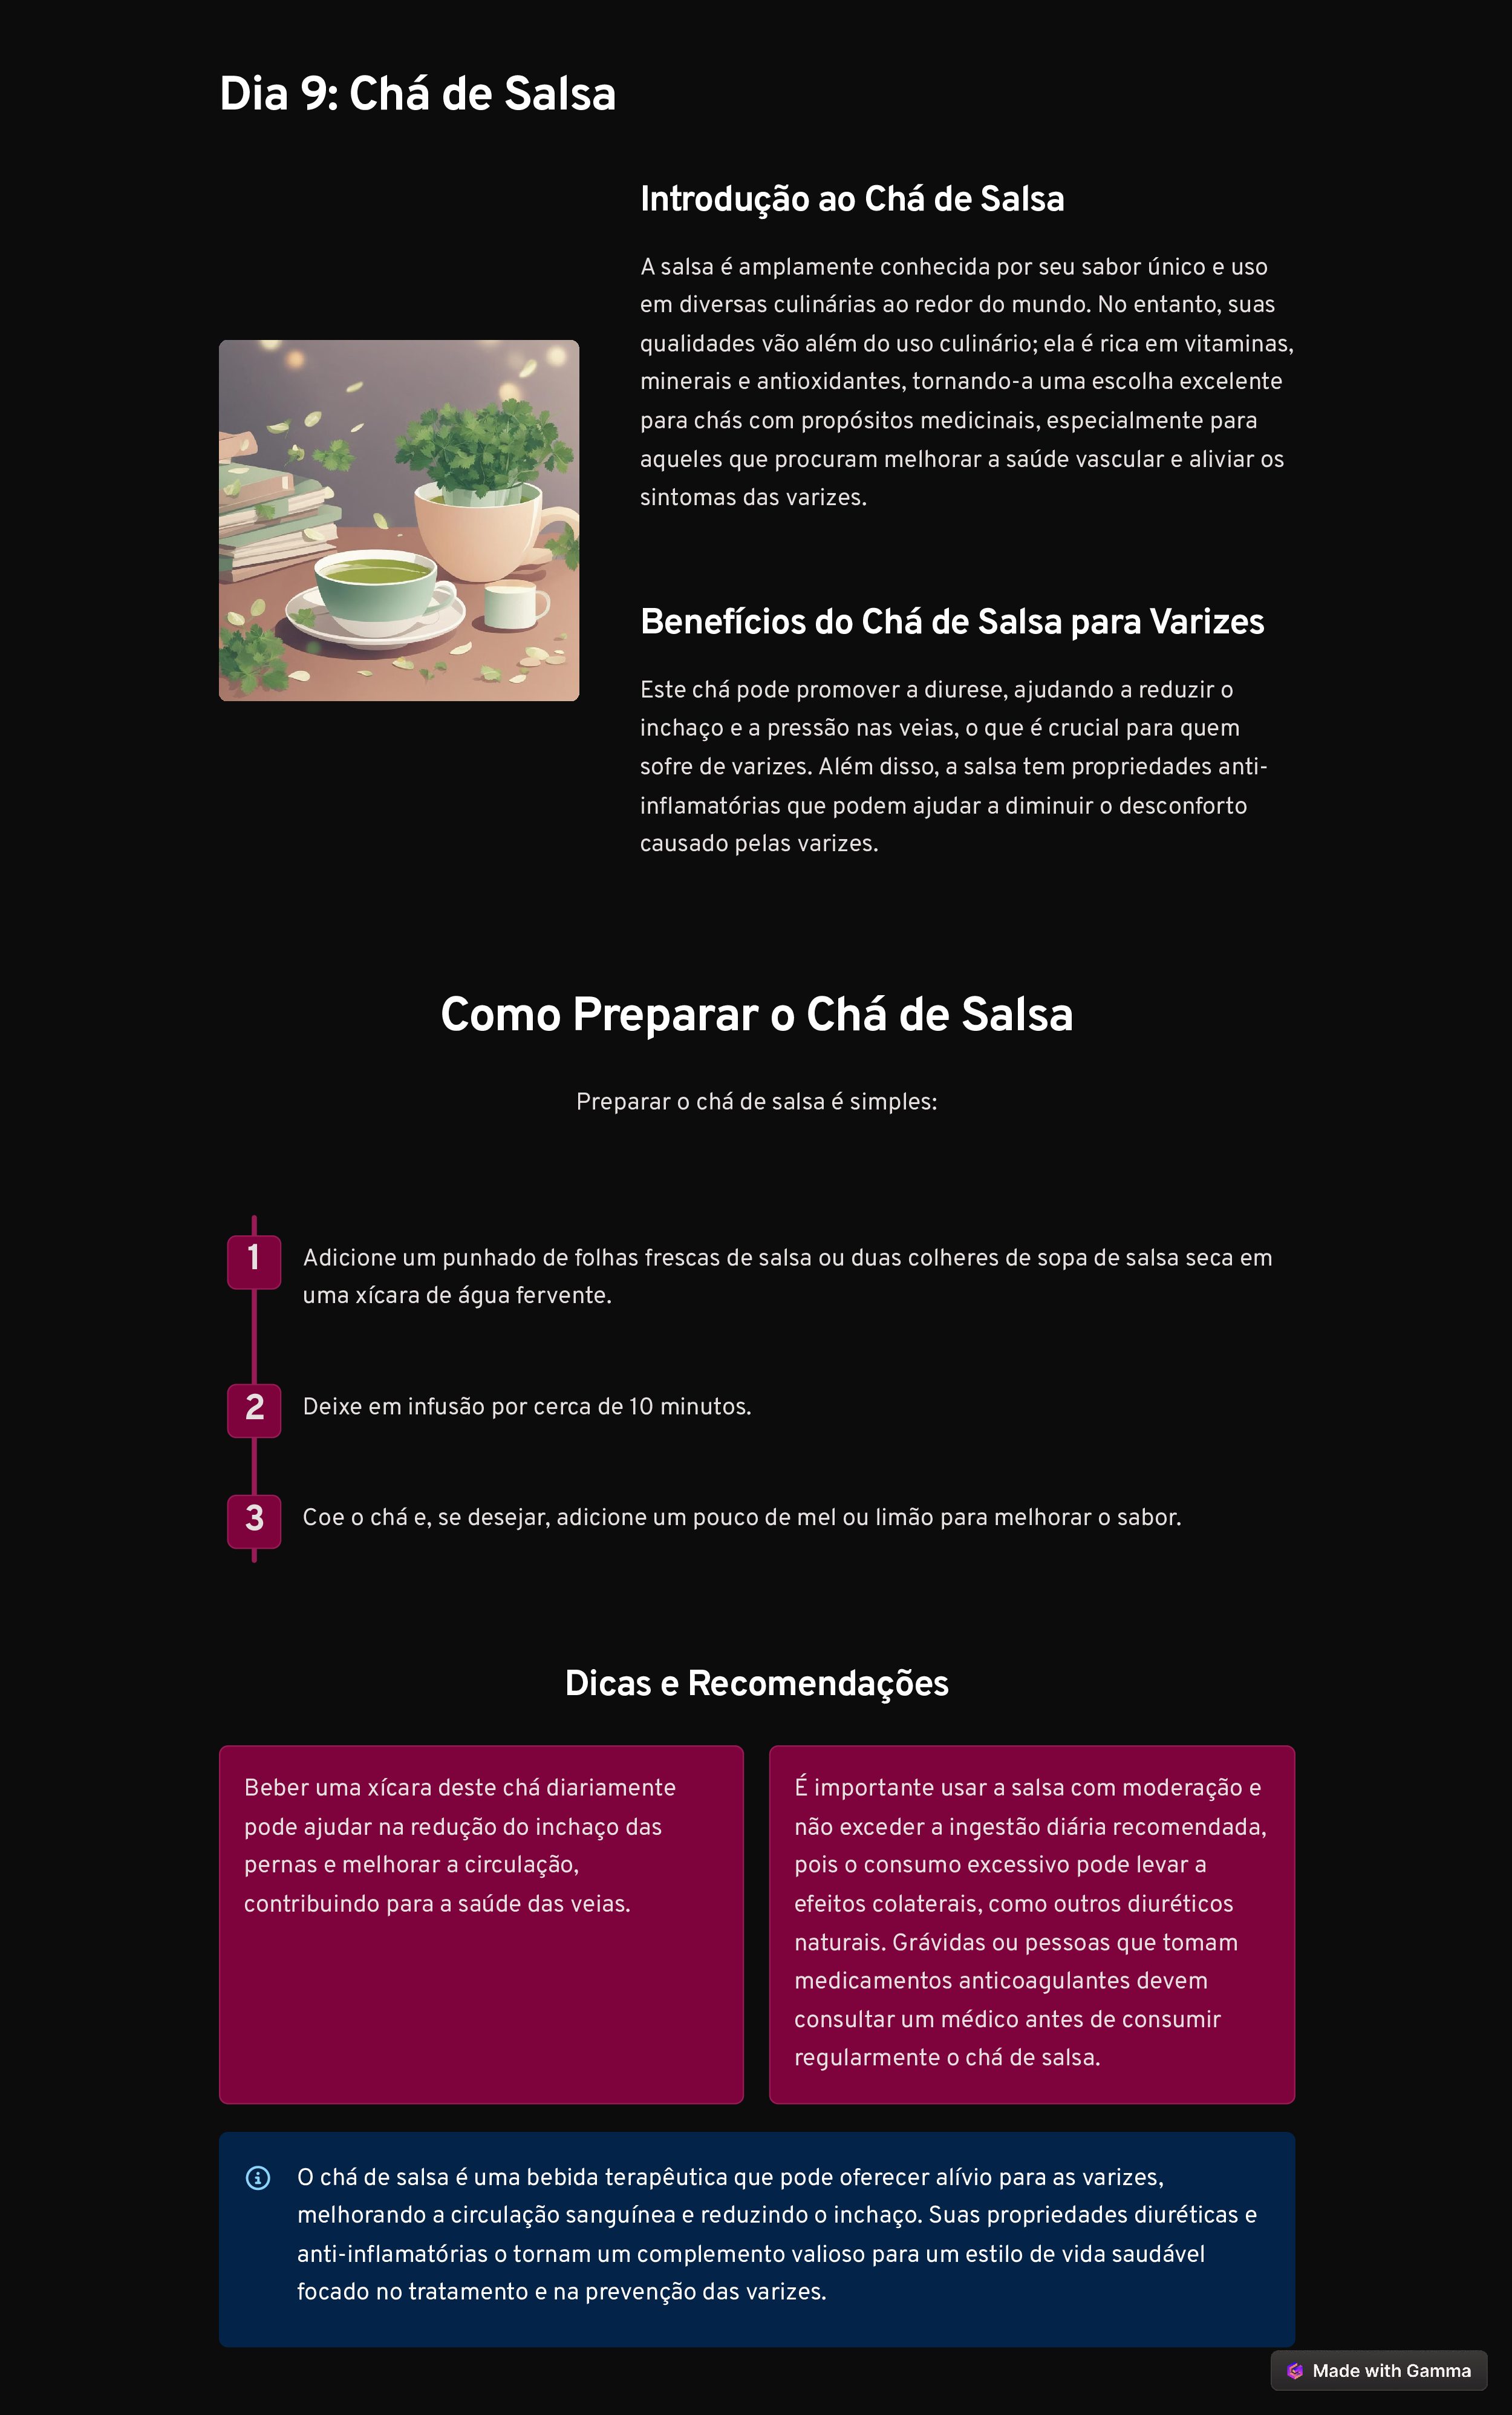 Dia 9: Chá de Salsa
Introdução ao Chá de Salsa
A salsa é amplamente conhecida por seu sabor único e uso
em diversas culinárias ao redor do mundo. No entanto, suas
qualidades vão além do uso culinário; ela é rica em vitaminas,
minerais e antioxidantes, tornando-a uma escolha excelente
para chás com propósitos medicinais, especialmente para
aqueles que procuram melhorar a saúde vascular e aliviar os
sintomas das varizes.
Benefícios do Chá de Salsa para Varizes
Este chá pode promover a diurese, ajudando a reduzir o
inchaço e a pressão nas veias, o que é crucial para quem
sofre de varizes. Além disso, a salsa tem propriedades anti-
inflamatórias que podem ajudar a diminuir o desconforto
causado pelas varizes.
Como Preparar o Chá de Salsa
Preparar o chá de salsa é simples:
1
Adicione um punhado de folhas frescas de salsa ou duas colheres de sopa de salsa seca em
uma xícara de água fervente.
2
Deixe em infusão por cerca de 10 minutos.
3
Coe o chá e, se desejar, adicione um pouco de mel ou limão para melhorar o sabor.
Dicas e Recomendações
Beber uma xícara deste chá diariamente
pode ajudar na redução do inchaço das
pernas e melhorar a circulação,
contribuindo para a saúde das veias.
É importante usar a salsa com moderação e
não exceder a ingestão diária recomendada,
pois o consumo excessivo pode levar a
efeitos colaterais, como outros diuréticos
naturais. Grávidas ou pessoas que tomam
medicamentos anticoagulantes devem
consultar um médico antes de consumir
regularmente o chá de salsa.
O chá de salsa é uma bebida terapêutica que pode oferecer alívio para as varizes,
melhorando a circulação sanguínea e reduzindo o inchaço. Suas propriedades diuréticas e
anti-inflamatórias o tornam um complemento valioso para um estilo de vida saudável
focado no tratamento e na prevenção das varizes.
Made with Gamma